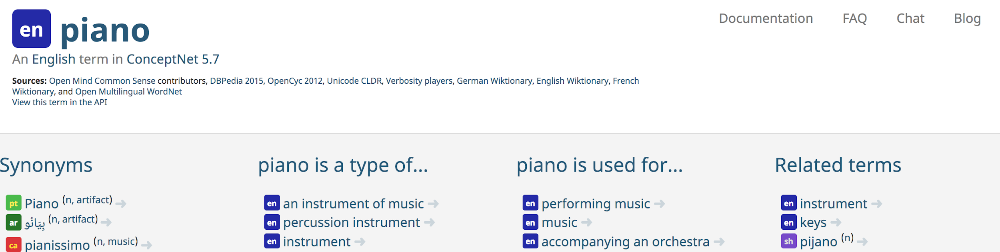 en piano
Documentation FAQ Chat Blog
An English term in ConceptNet 5.7
Sources: Open Mind Common Sense contributors, DBPedia 2015, OpenCyc 2012, Unicode CLDR, Verbosity players, German Wiktionary, English Wiktionary, French
Wiktionary, and Open Multilingual WordNet
View this term in the API
Synonyms
pt Piano (n, artifact)
ar بِيَانُو (n, artifact)
ca pianissimo (n, music)
piano is a type of...
en an instrument of music
en percussion instrument
en instrument
piano is used for...
en performing music
en music
en accompanying an orchestra
Related terms
en instrument
en keys
sh pijano (n)